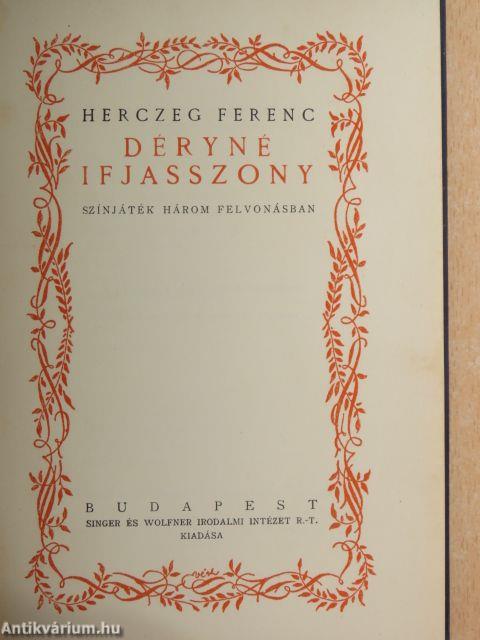 HERCZEG FERENC
DÉRYNÉ
IFJASSZONY
SZÍNJÁTÉK HÁROM FELVONÁSBAN
BUDAPEST
SINGER ÉS WOLFNER IRODALMI INTÉZET R.-T.
KIADÁSA
Antikvárium.hu